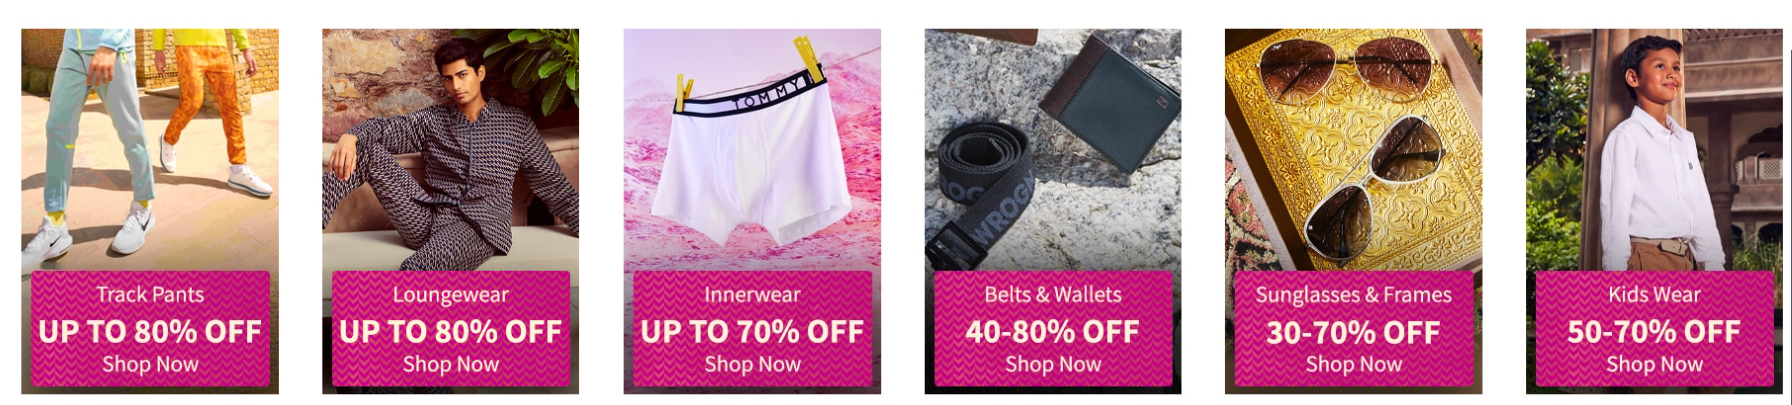 TOMMY
WROGN
Track Pants
UP TO 80% OFF
Shop Now
Loungewear
UP TO 80% OFF
Shop Now
Innerwear
UP TO 70% OFF
Shop Now
Belts & Wallets
40-80% OFF
Shop Now
Sunglasses & Frames
30-70% OFF
Shop Now
Kids Wear
50-70% OFF
Shop Now